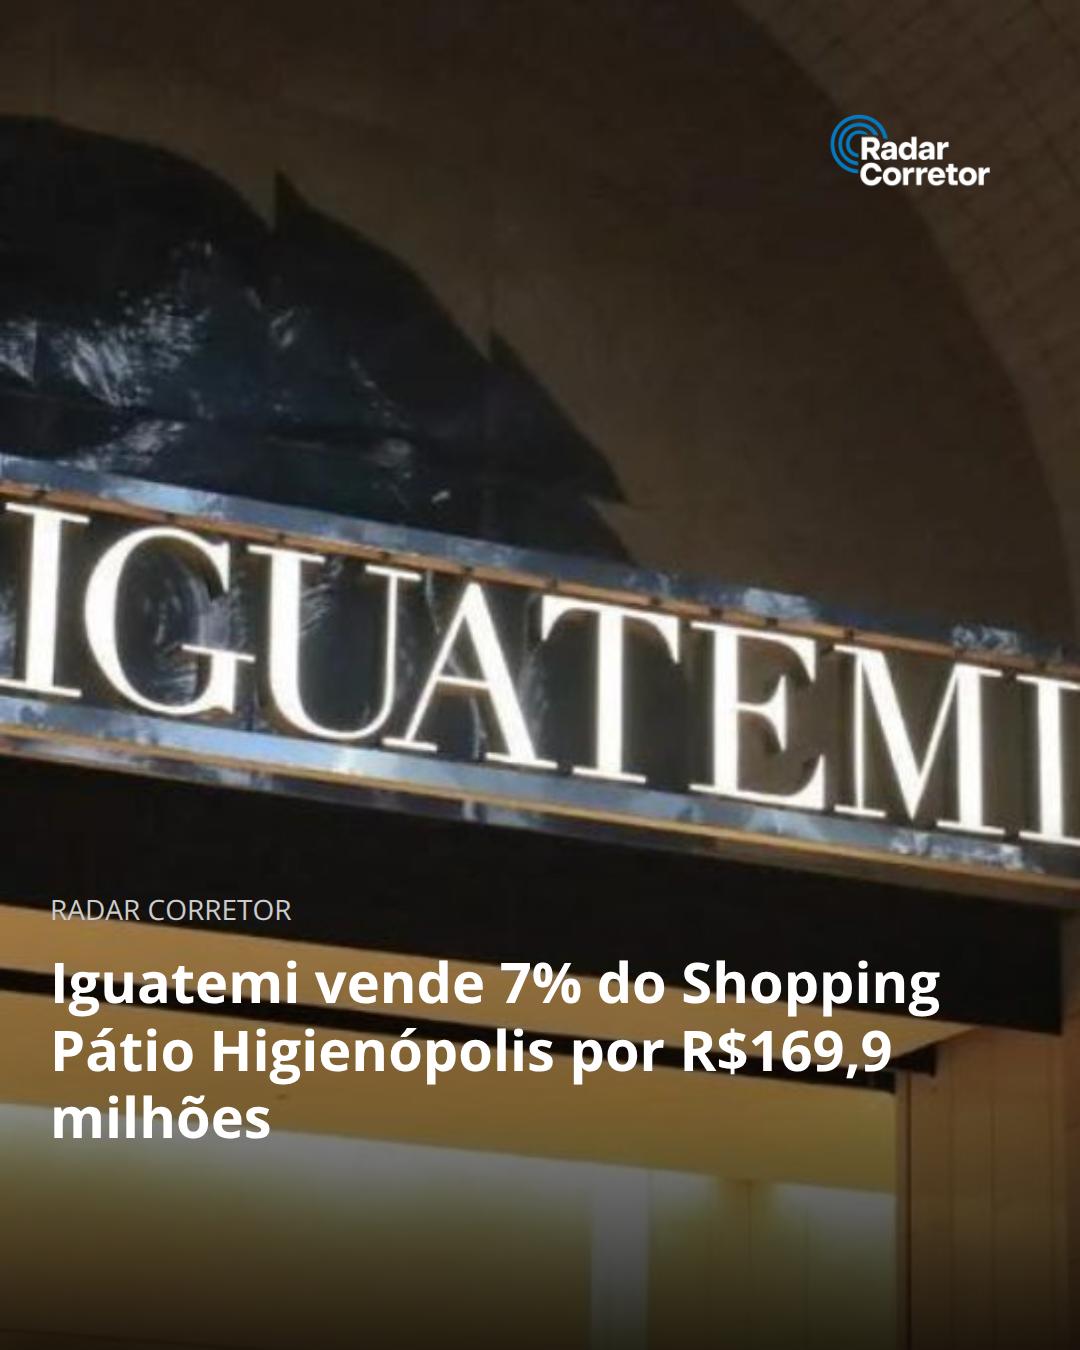 Radar
Corretor
IGUATEMI
RADAR CORRETOR
Iguatemi vende 7% do Shopping
Pátio Higienópolis por R$169,9
milhões